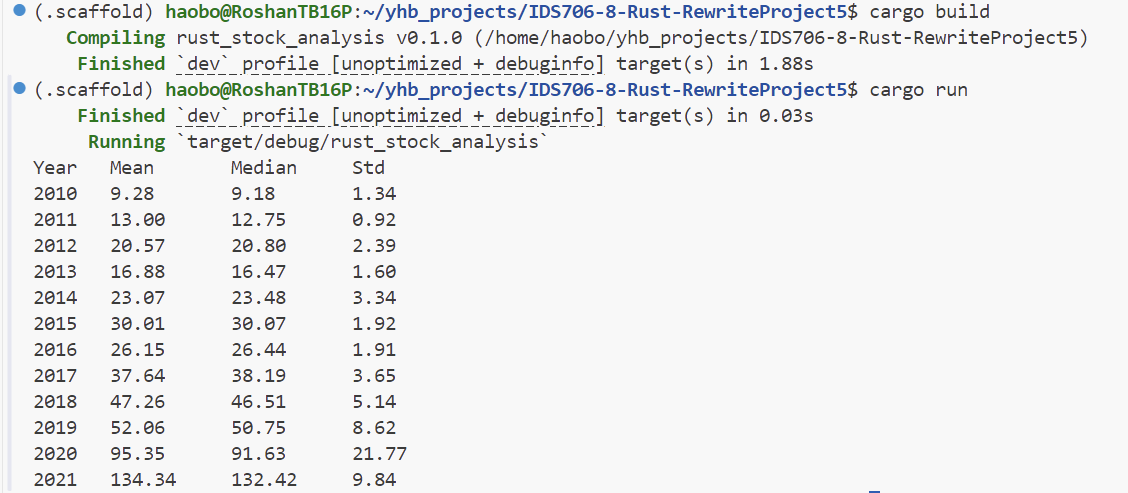 (.scaffold) haobo@RoshanTB16P:~/yhb_projects/IDS706-8-Rust-RewriteProject5$ cargo build
Compiling rust_stock_analysis v0.1.0 (/home/haobo/yhb_projects/IDS706-8-Rust-RewriteProject5)
Finished `dev` profile [unoptimized + debuginfo] target(s) in 1.88s
(.scaffold) haobo@RoshanTB16P:~/yhb_projects/IDS706-8-Rust-RewriteProject5$ cargo run
Finished `dev` profile [unoptimized + debuginfo] target(s) in 0.03s
Running `target/debug/rust_stock_analysis`
Year Mean Median Std
2010 9.28 9.18 1.34
2011 13.00 12.75 0.92
2012 20.57 20.80 2.39
2013 16.88 16.47 1.60
2014 23.07 23.48 3.34
2015 30.01 30.07 1.92
2016 26.15 26.44 1.91
2017 37.64 38.19 3.65
2018 47.26 46.51 5.14
2019 52.06 50.75 8.62
2020 95.35 91.63 21.77
2021 134.34 132.42 9.84